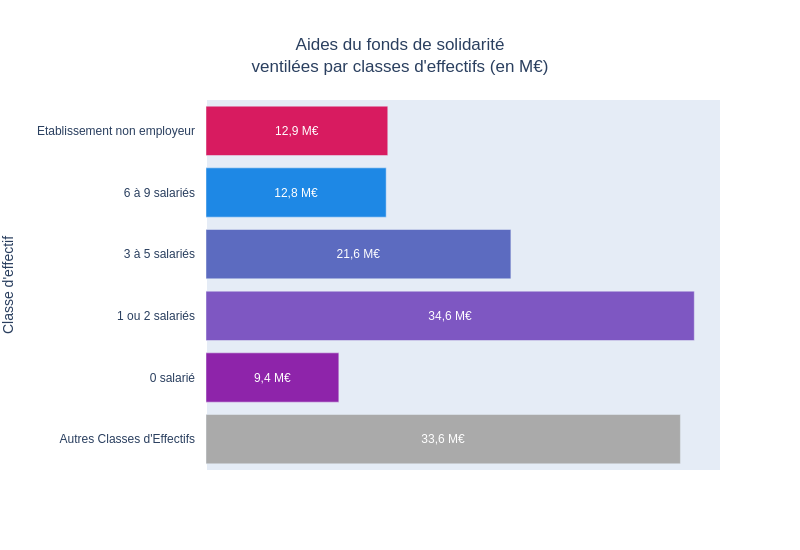 Aides du fonds de solidarité
ventilées par classes d'effectifs (en M€)
Classe d'effectif
Etablissement non employeur
12,9 M€
6 à 9 salariés
12,8 M€
3 à 5 salariés
21,6 M€
1 ou 2 salariés
34,6 M€
0 salarié
9,4 M€
Autres Classes d'Effectifs
33,6 M€